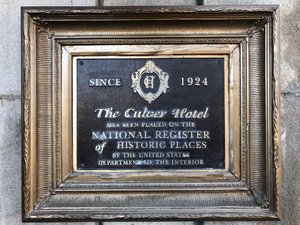 SINCE 1924
The Culver Hotel
HAS BEEN PLACED ON THE
NATIONAL REGISTER
of HISTORIC PLACES
BY THE UNITED STATES
DEPARTMENT OF THE INTERIOR